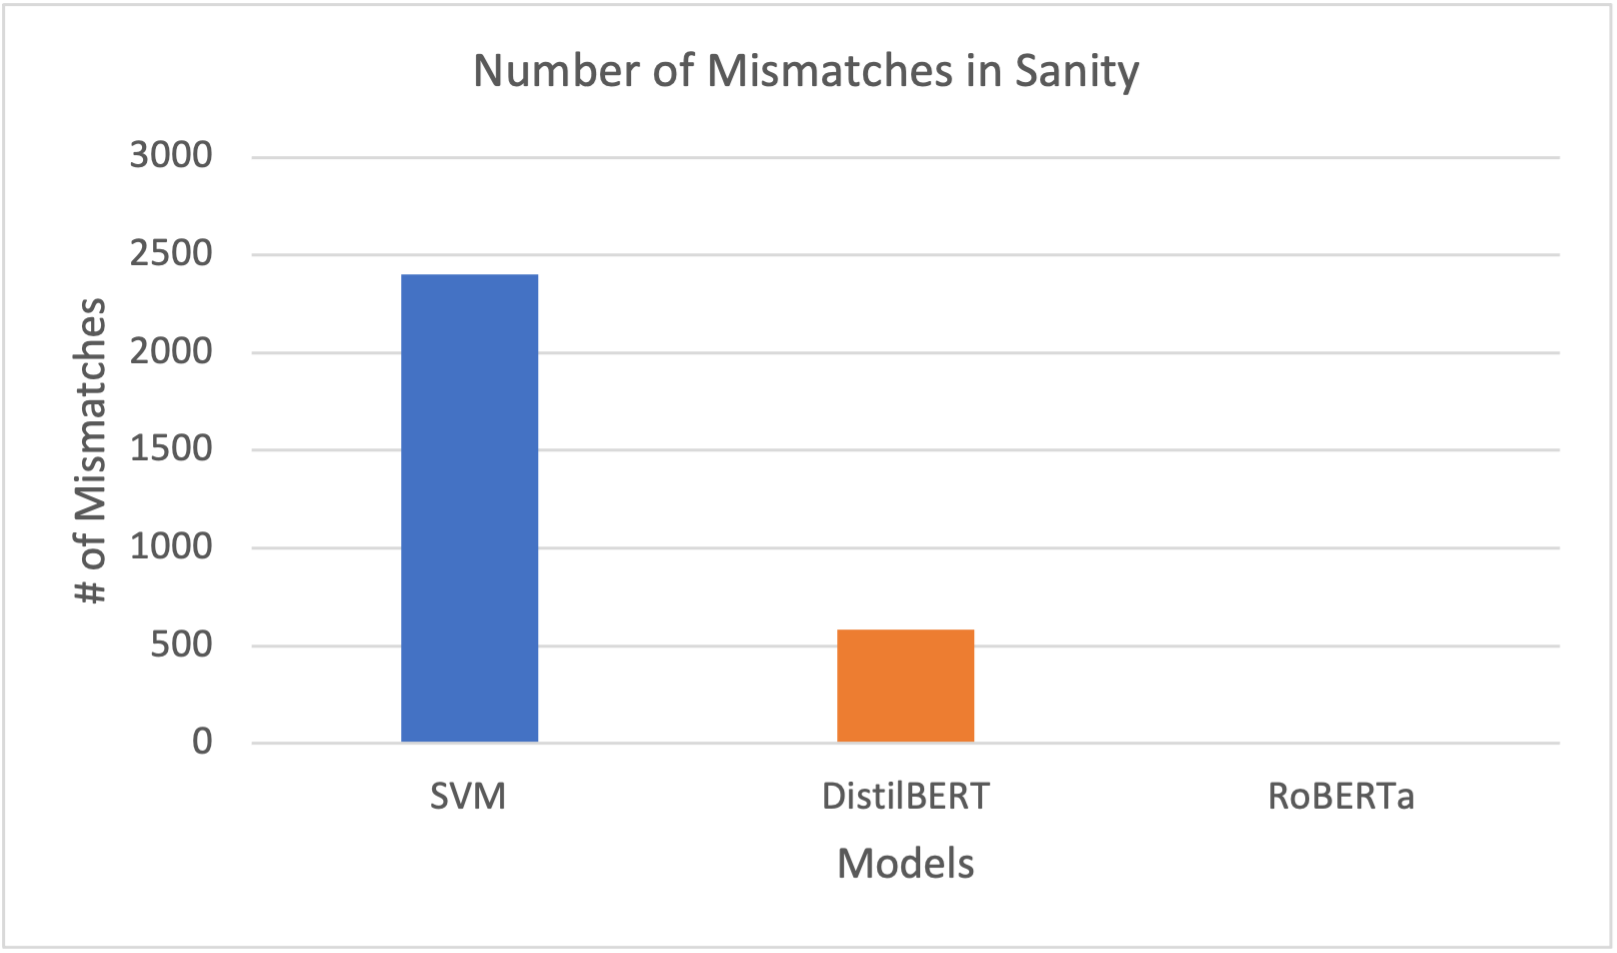 Number of Mismatches in Sanity
3000
2500
2000
1500
1000
500
0
# of Mismatches
SVM
DistilBERT
RoBERTa
Models